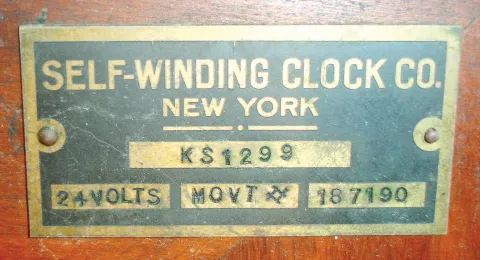 SELF-WINDING CLOCK CO.
NEW YORK
KS1299
24VOLTS MOVT 187190